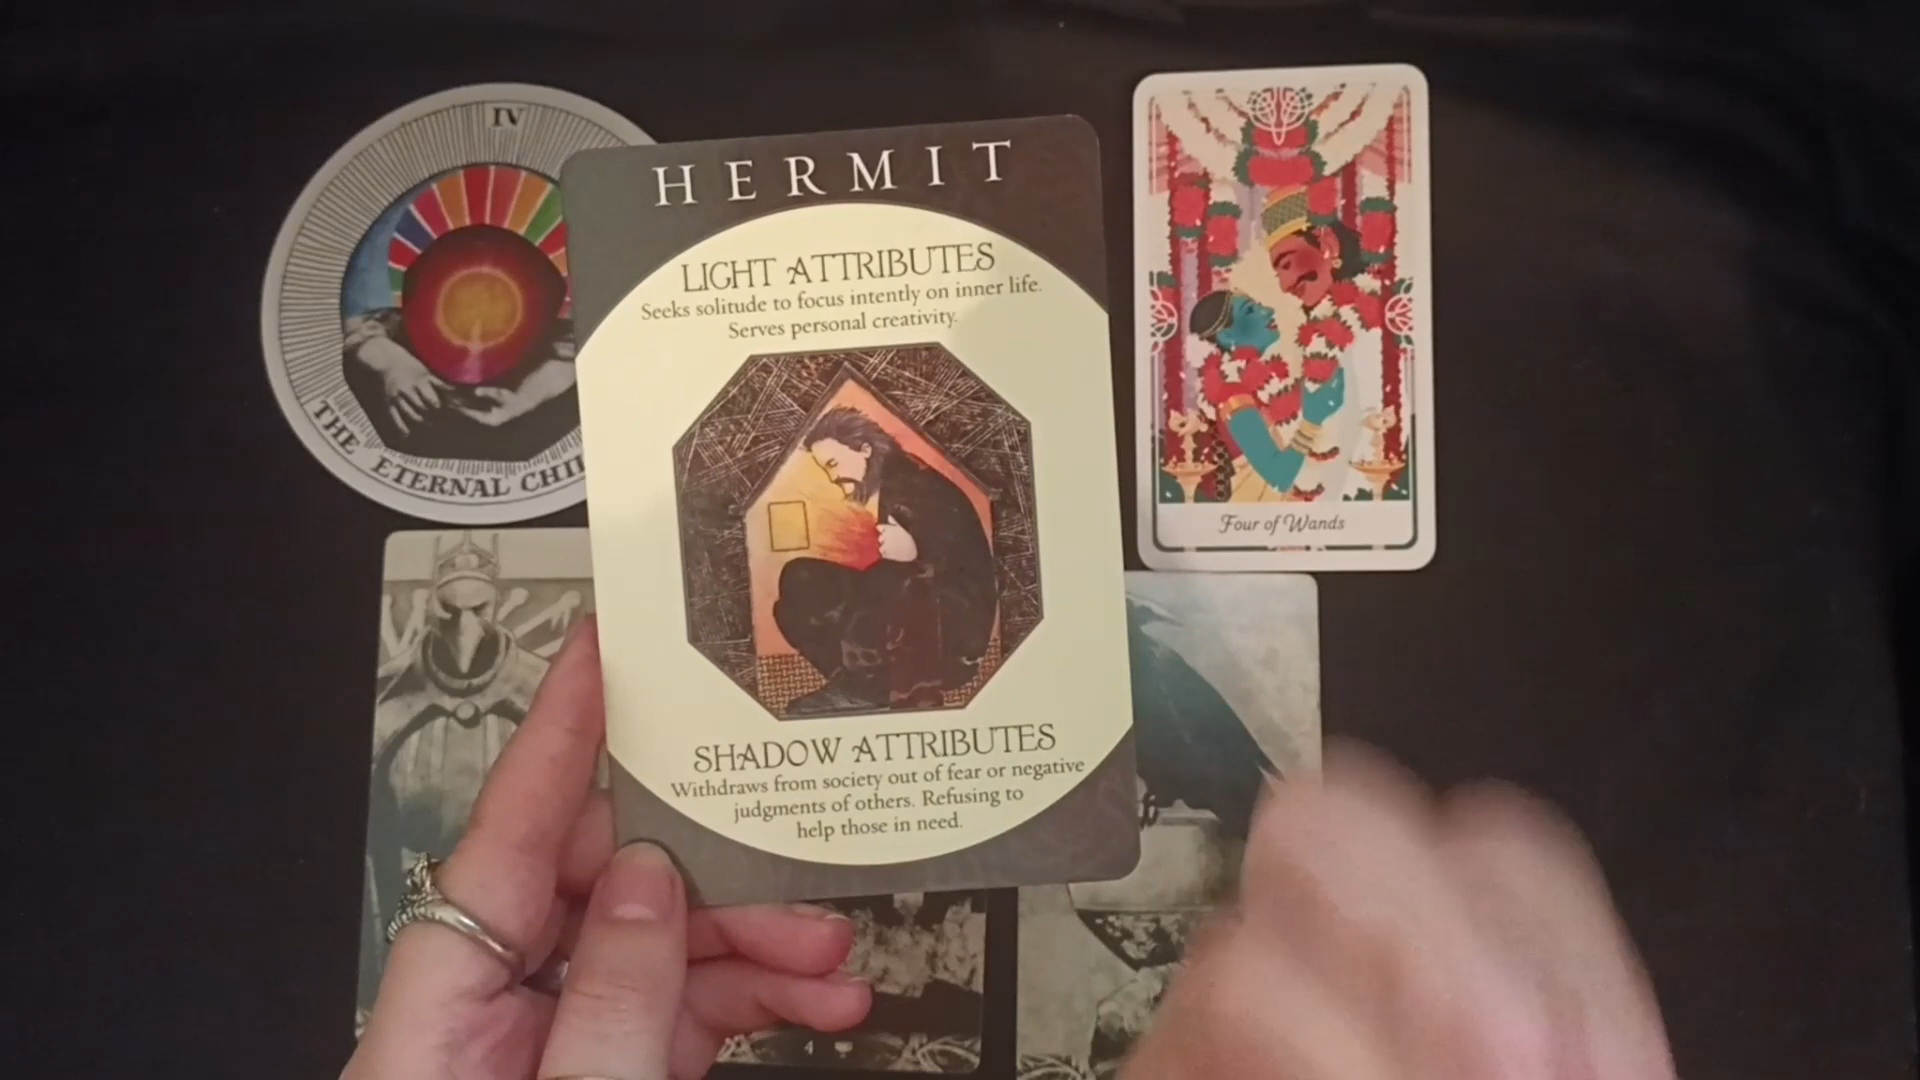 IV
THE ETERNAL CHI
HERMIT
LIGHT ATTRIBUTES
Seeks solitude to focus intently on inner life.
Serves personal creativity.
SHADOW ATTRIBUTES
Withdraws from society out of fear or negative
judgments of others. Refusing to
help those in need.
Four of Wands
4